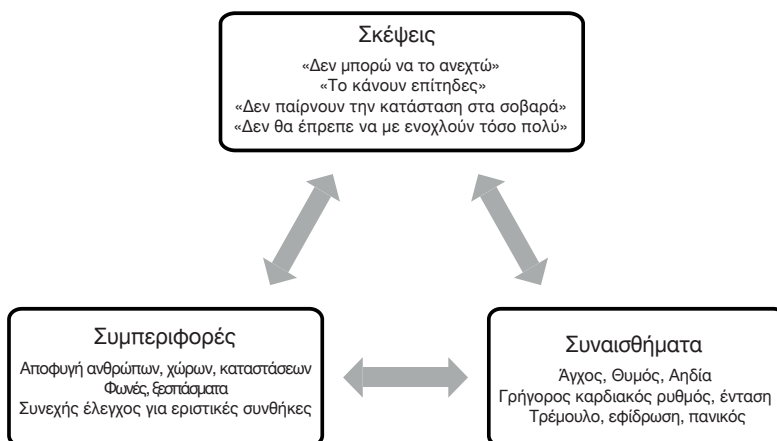 Σκέψεις
«Δεν μπορώ να το ανεχτώ»
«Το κάνουν επίτηδες»
«Δεν παίρνουν την κατάσταση στα σοβαρά»
«Δεν θα έπρεπε να με ενοχλούν τόσο πολύ»
Συμπεριφορές
Αποφυγή ανθρώπων, χώρων, καταστάσεων
Φωνές, ξεσπάσματα
Συνεχής έλεγχος για εριστικές συνθήκες
Συναισθήματα
Άγχος, Θυμός, Αηδία
Γρήγορος καρδιακός ρυθμός, ένταση
Τρέμουλο, εφίδρωση, πανικός